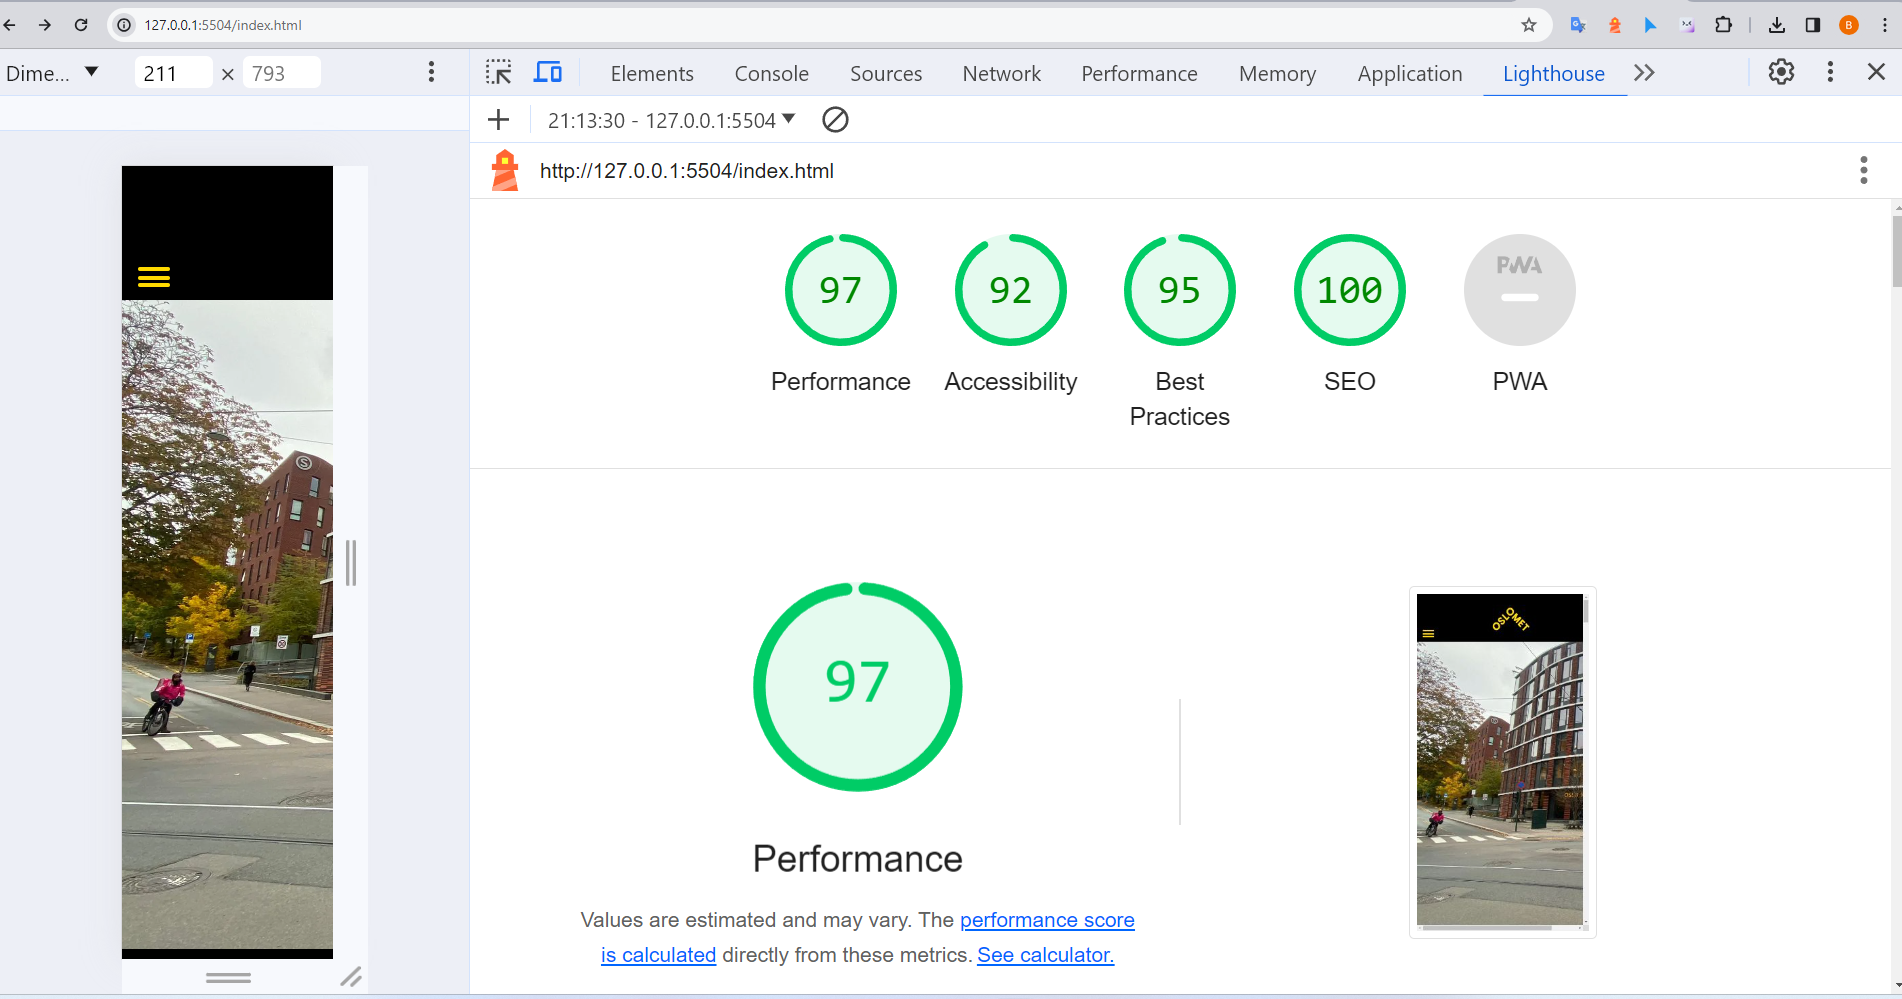 127.0.0.1:5504/index.html
B
Dime... 211 × 793
Elements Console Sources Network Performance Memory Application Lighthouse
21:13:30 - 127.0.0.1:5504
http://127.0.0.1:5504/index.html
97 92 95 100 PWA
Performance Accessibility Best Practices SEO PWA
S
97
OSLOMET
Performance
Values are estimated and may vary. The performance score
is calculated directly from these metrics. See calculator.